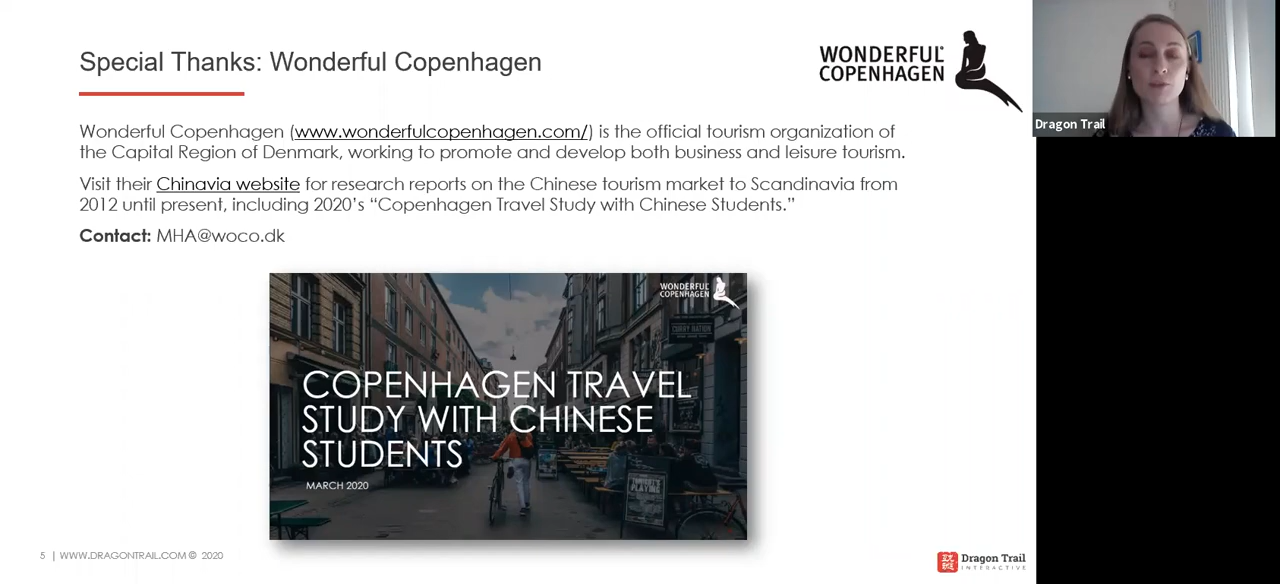 Special Thanks: Wonderful Copenhagen
WONDERFUL
COPENHAGEN
Dragon Trail
Wonderful Copenhagen (www.wonderfulcopenhagen.com/) is the official tourism organization of
the Capital Region of Denmark, working to promote and develop both business and leisure tourism.
Visit their Chinavia website for research reports on the Chinese tourism market to Scandinavia from
2012 until present, including 2020's “Copenhagen Travel Study with Chinese Students.”
Contact: MHA@woco.dk
WONDERFUL
COPENHAGEN
CURRY NATION
COPENHAGEN TRAVEL
STUDY WITH CHINESE
STUDENTS
MARCH 2020
TONIGHT'S
PLAYING
5 | WWW.DRAGONTRAIL.COM © 2020
Dragon Trail
INTERACTIVE